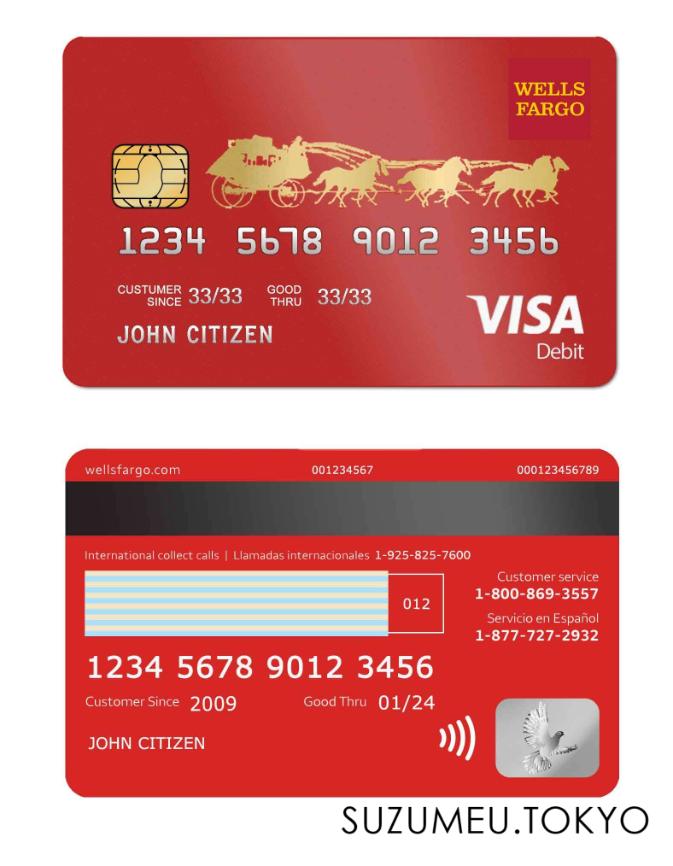 WELLS
FARGO
1234 5678 9012 3456
CUSTUMER SINCE 33/33 GOOD THRU 33/33
JOHN CITIZEN
VISA
Debit
wellsfargo.com 001234567 000123456789
International collect calls | Llamadas internacionales 1-925-825-7600
012
Customer service
1-800-869-3557
Servicio en Español
1-877-727-2932
1234 5678 9012 3456
Customer Since 2009 Good Thru 01/24
JOHN CITIZEN
SUZUMEU.TOKYO